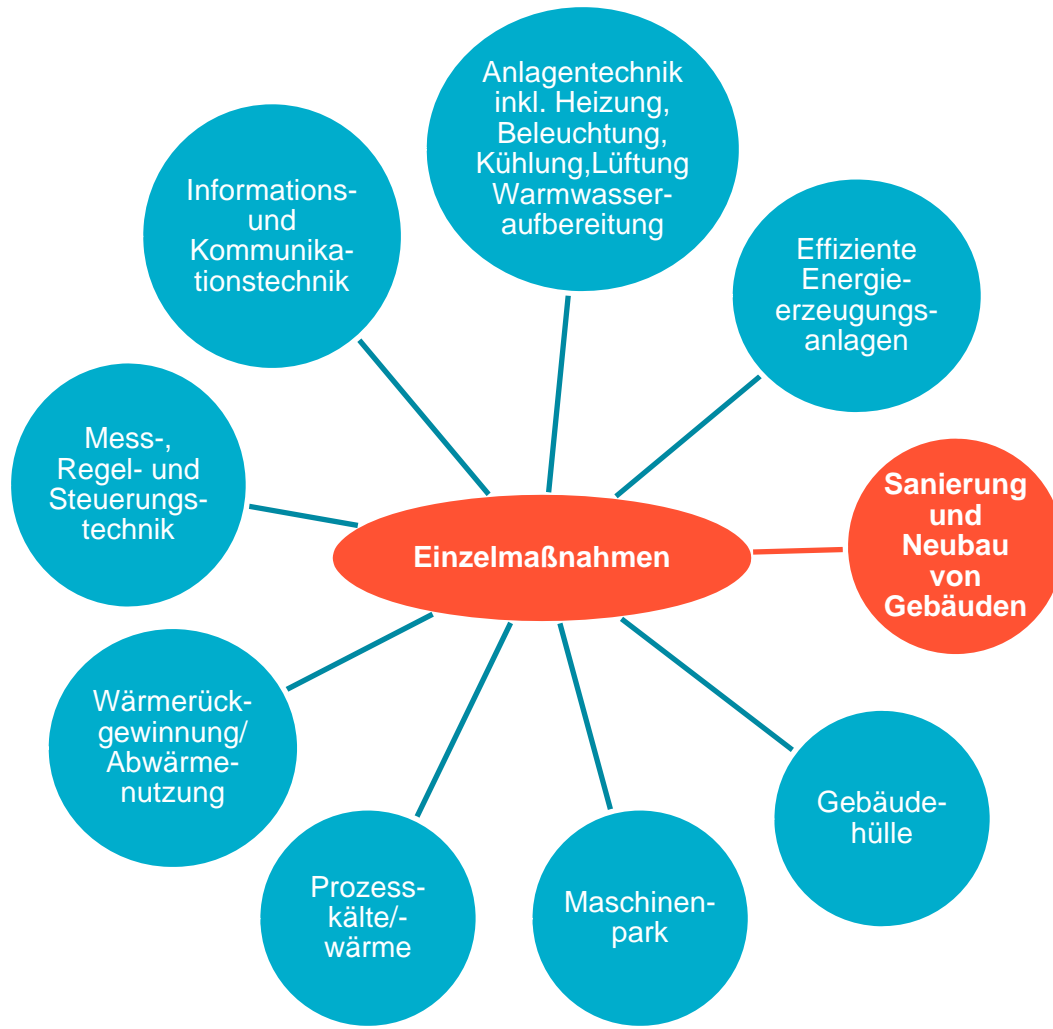 Anlagentechnik
inkl. Heizung,
Beleuchtung,
Kühlung,Lüftung
Warmwasser-
aufbereitung
Informations-
und
Kommunika-
tionstechnik
Effiziente
Energie-
erzeugungs-
anlagen
Mess-,
Regel- und
Steuerungs-
technik
Sanierung
und
Neubau
von
Gebäuden
Einzelmaßnahmen
Wärmerück-
gewinnung/
Abwärme-
nutzung
Gebäude-
hülle
Prozess-
kälte/-
wärme
Maschinen-
park